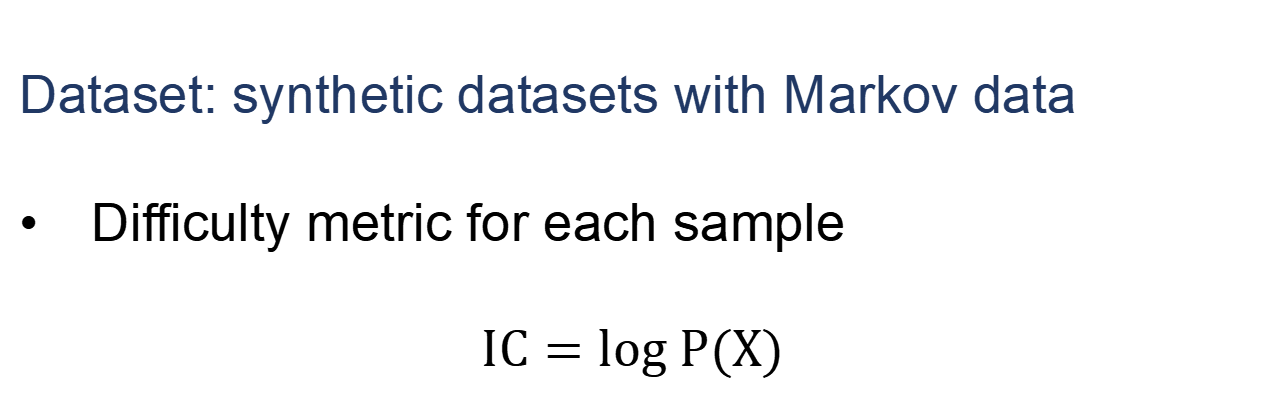 Dataset: synthetic datasets with Markov data
• Difficulty metric for each sample
IC = log P(X)